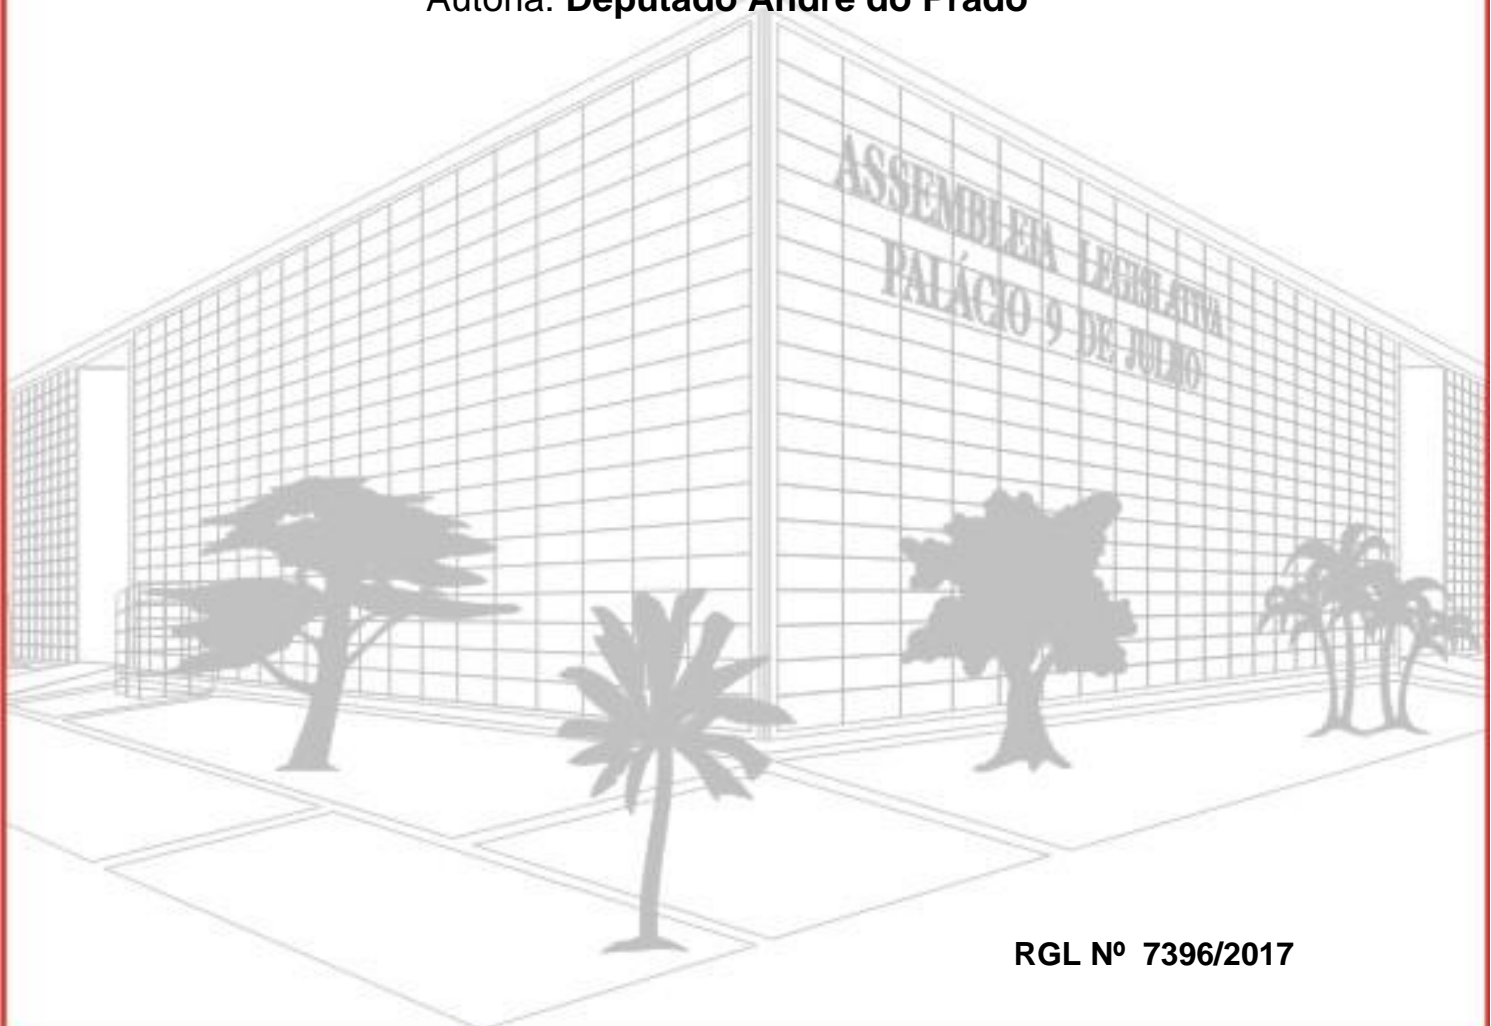 Autoria: Deputado André do Prado
ASSEMBLEIA LEGISLATIVA
PALÁCIO 9 DE JULHO
RGL Nº 7396/2017